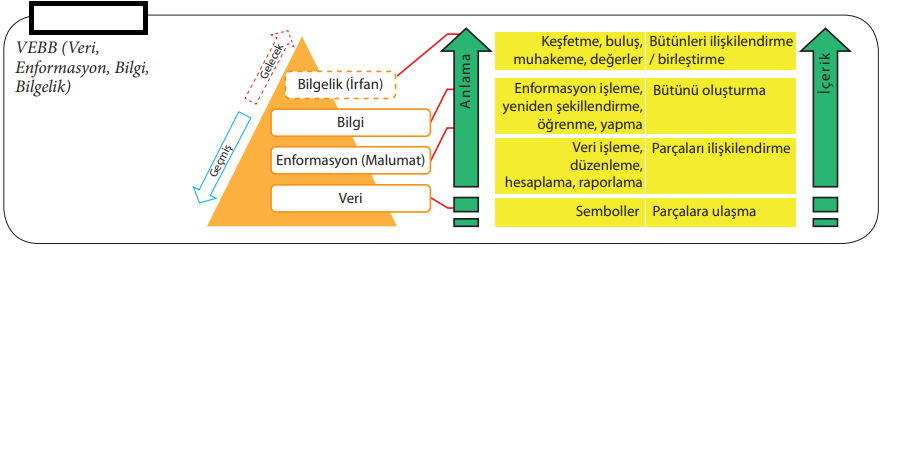 VEBB (Veri,
Enformasyon, Bilgi,
Bilgelik)
Gelecek
Geçmiş
Bilgelik (İrfan)
Bilgi
Enformasyon (Malumat)
Veri
Anlama
Keşfetme, buluş,
muhakeme, değerler
Bütünleri ilişkilendirme
/ birleştirme
Enformasyon işleme,
yeniden şekillendirme,
öğrenme, yapma
Bütünü oluşturma
Veri işleme,
düzenleme,
hesaplama, raporlama
Parçaları ilişkilendirme
Semboller
Parçalara ulaşma
İçerik